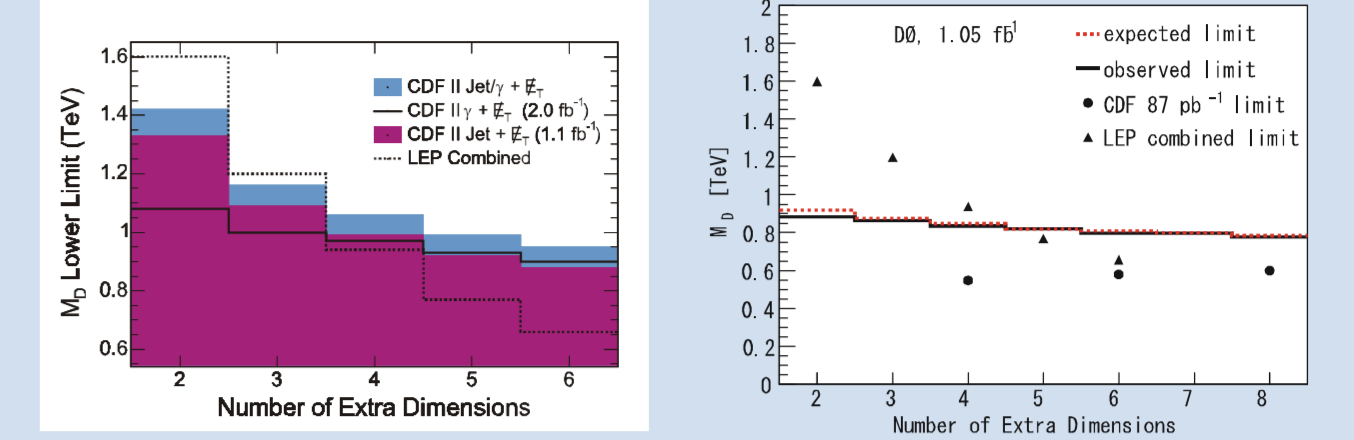 M_D Lower Limit (TeV)
1.6
1.4
1.2
1
0.8
0.6
CDF II Jet/γ + E̸_T
CDF II γ + E̸_T (2.0 fb⁻¹)
CDF II Jet + E̸_T (1.1 fb⁻¹)
LEP Combined
2 3 4 5 6
Number of Extra Dimensions
M_D [TeV]
2
1.8
1.6
1.4
1.2
1
0.8
0.6
0.4
0.2
0
DØ, 1.05 fb⁻¹
expected limit
observed limit
CDF 87 pb⁻¹ limit
LEP combined limit
2 3 4 5 6 7 8
Number of Extra Dimensions